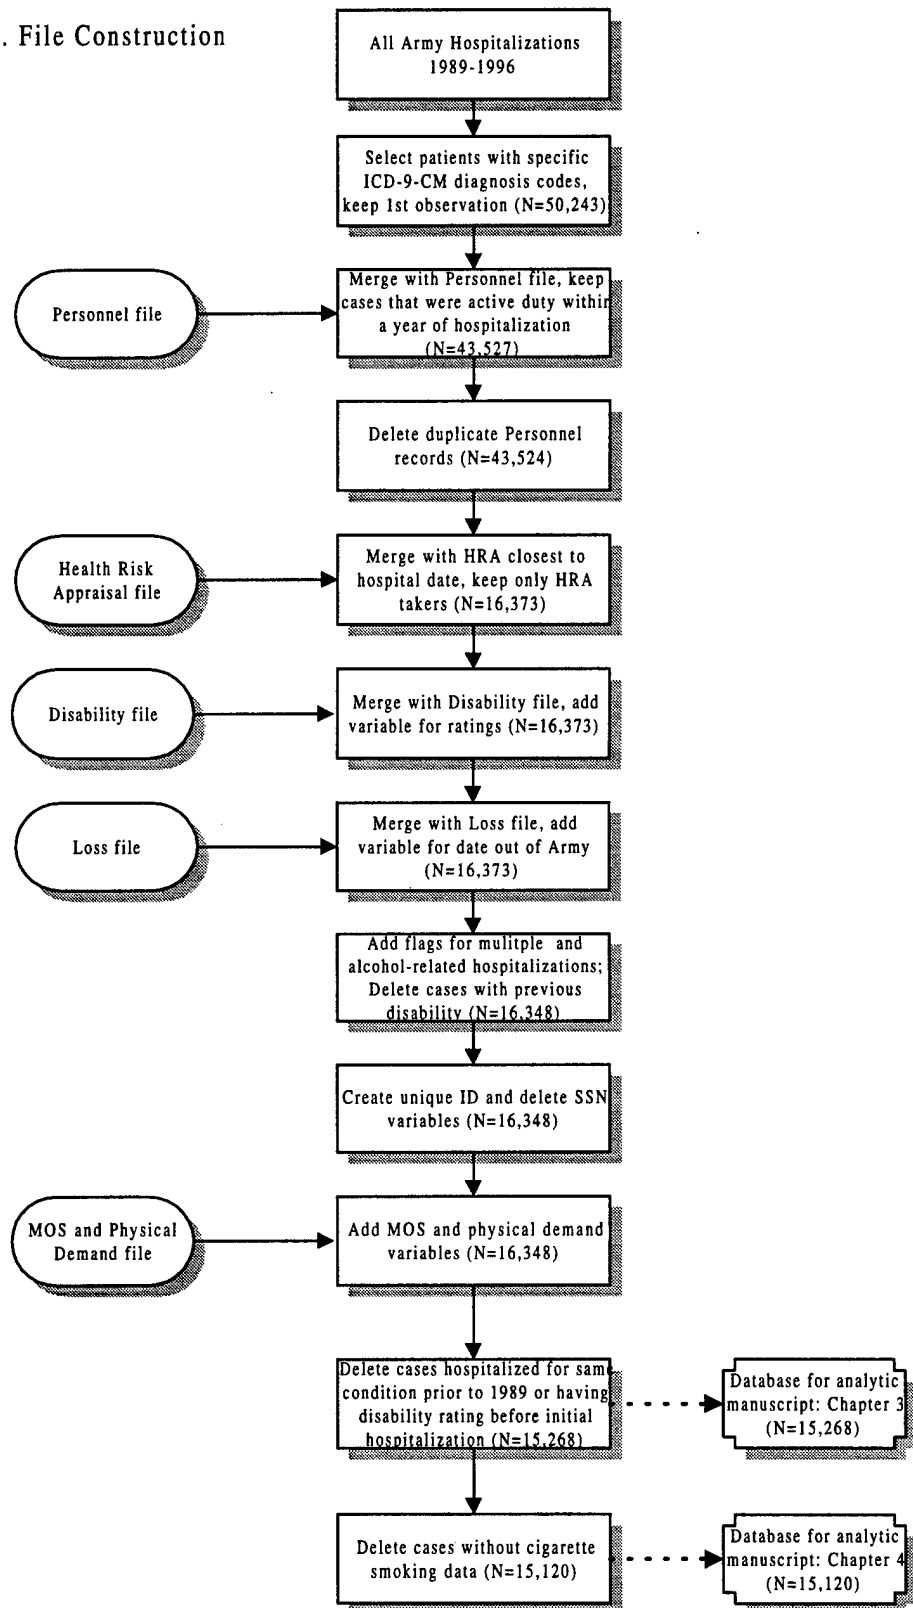 . File Construction
All Army Hospitalizations
1989-1996
Select patients with specific
ICD-9-CM diagnosis codes,
keep 1st observation (N=50,243)
Personnel file
Merge with Personnel file, keep
cases that were active duty within
a year of hospitalization
(N=43,527)
Delete duplicate Personnel
records (N=43,524)
Health Risk
Appraisal file
Merge with HRA closest to
hospital date, keep only HRA
takers (N=16,373)
Disability file
Merge with Disability file, add
variable for ratings (N=16,373)
Loss file
Merge with Loss file, add
variable for date out of Army
(N=16,373)
Add flags for mulitple and
alcohol-related hospitalizations;
Delete cases with previous
disability (N=16,348)
Create unique ID and delete SSN
variables (N=16,348)
MOS and Physical
Demand file
Add MOS and physical demand
variables (N=16,348)
Delete cases hospitalized for same
condition prior to 1989 or having
disability rating before initial
hospitalization (N=15,268)
Database for analytic
manuscript: Chapter 3
(N=15,268)
Delete cases without cigarette
smoking data (N=15,120)
Database for analytic
manuscript: Chapter 4
(N=15,120)